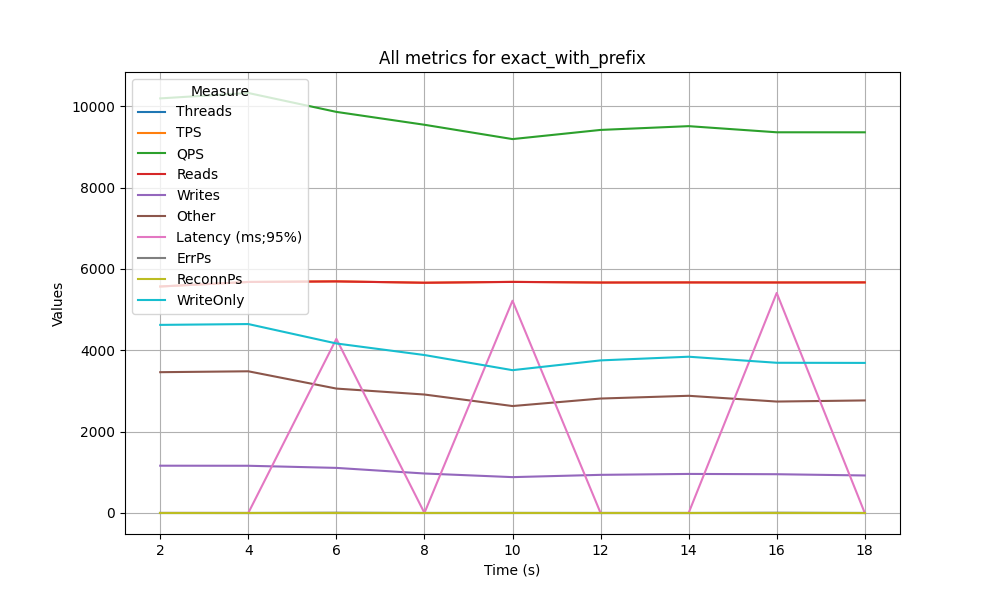 All metrics for exact_with_prefix
Measure
Threads
TPS
QPS
Reads
Writes
Other
Latency (ms;95%)
ErrPs
ReconnPs
WriteOnly
Values
10000
8000
6000
4000
2000
0
2 4 6 8 10 12 14 16 18
Time (s)